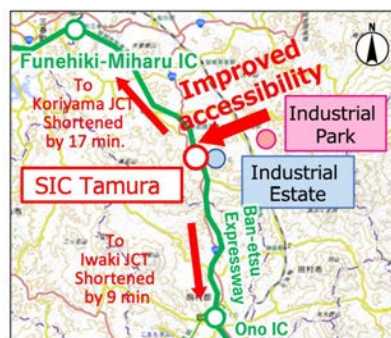 N
Funehiki-Miharu IC
Improved
accessibility
To
Koriyama JCT
Shortened
by 17 min.
Industrial
Park
SIC Tamura
Industrial
Estate
To
Iwaki JCT
Shortened
by 9 min
Ban-etsu
Expressway
Ono IC